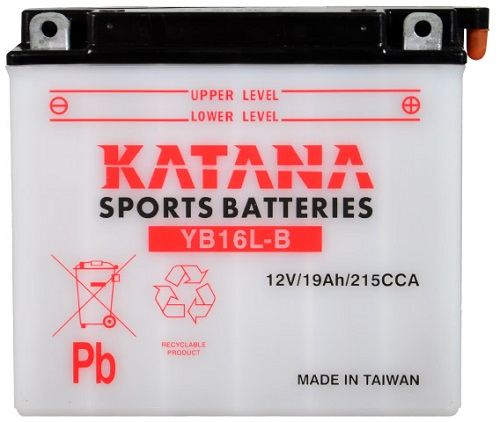 UPPER LEVEL
LOWER LEVEL
KATANA
SPORTS BATTERIES
YB16L-B
12V/19Ah/215CCA
Pb
RECYCLABLE
PRODUCT
MADE IN TAIWAN